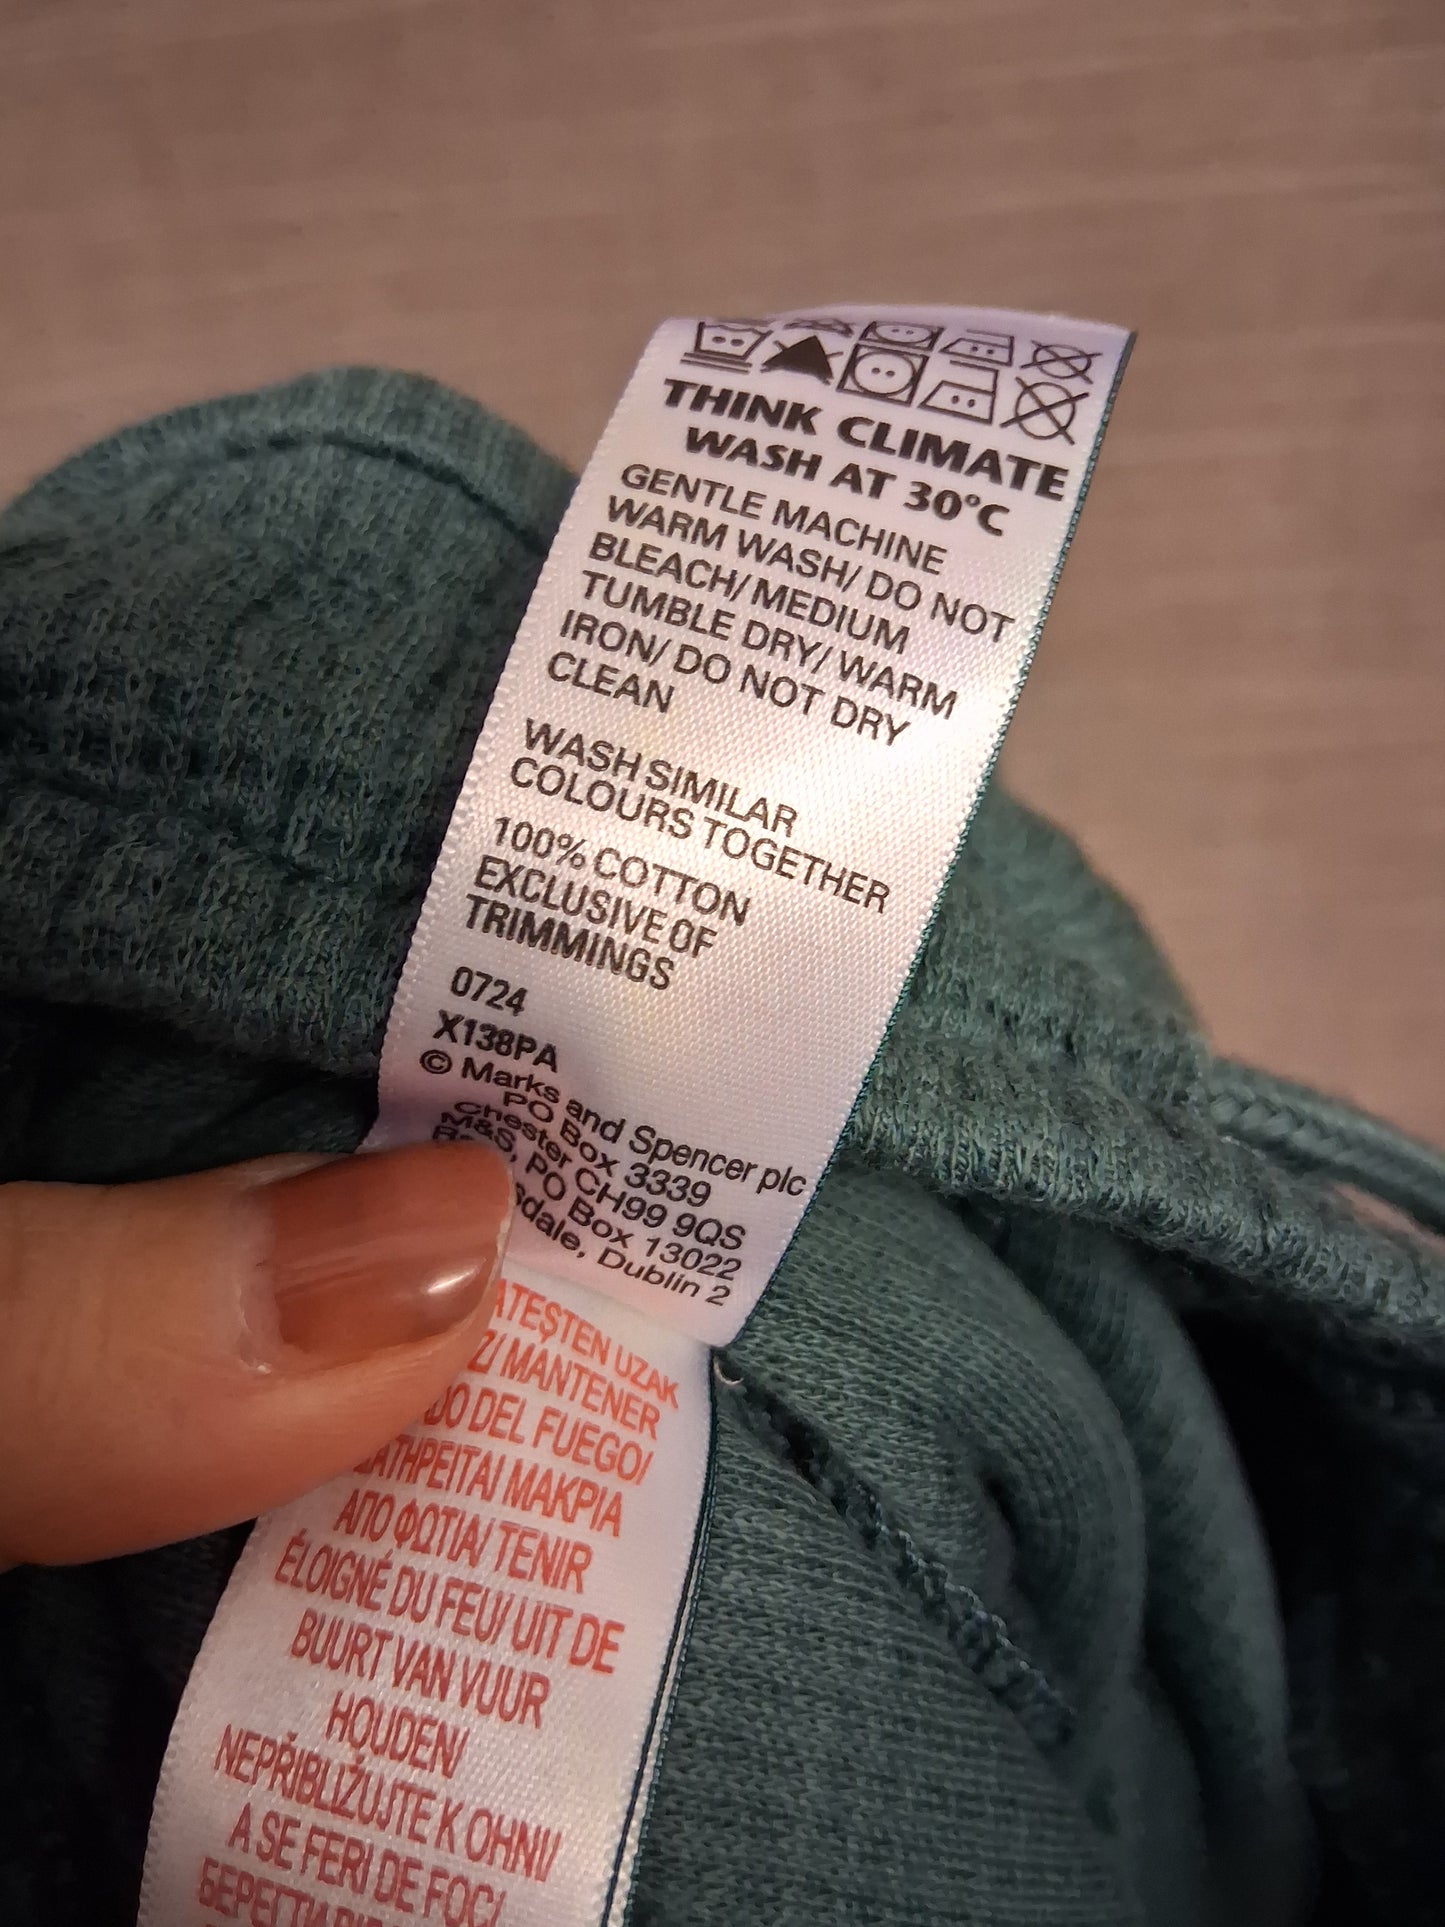 THINK CLIMATE
WASH AT 30°C
GENTLE MACHINE
WARM WASH/ DO NOT
BLEACH/ MEDIUM
TUMBLE DRY/ WARM
IRON/ DO NOT DRY
CLEAN
WASH SIMILAR
COLOURS TOGETHER
100% COTTON
EXCLUSIVE OF
TRIMMINGS
0724
X138PA
© Marks and Spencer plc
PO Box 3339
Chester CH99 9QS
M&S, PO Box 13022
Dublin 2
ATEŞTEN UZAK
MANTENER
DEL FUEGO/
ΜΑΚΡΙΑ
ΑΠΟ ΦΩΤΙΑ/ TENIR
ÉLOIGNÉ DU FEU/ UIT DE
BUURT VAN VUUR
HOUDEN/
NEPŘIBLIŽUJTE K OHNI/
A SE FERI DE FOC/